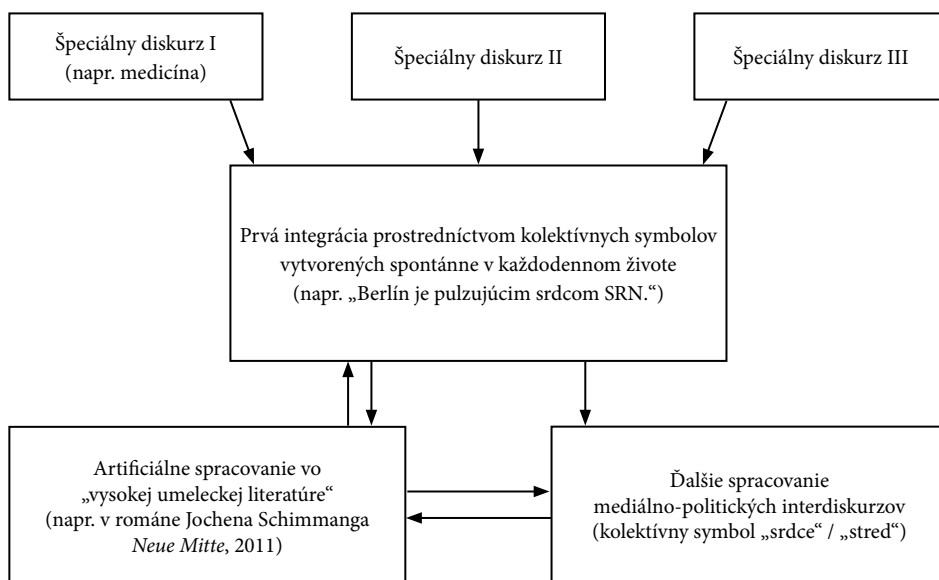 Špeciálny diskurz I
(napr. medicína)
Špeciálny diskurz II
Špeciálny diskurz III
Prvá integrácia prostredníctvom kolektívnych symbolov
vytvorených spontánne v každodennom živote
(napr. „Berlín je pulzujúcim srdcom SRN.“)
Artificiálne spracovanie vo
„vysokej umeleckej literatúre“
(napr. v románe Jochena Schimmanga
Neue Mitte, 2011)
Ďalšie spracovanie
mediálno-politických interdiskurzov
(kolektívny symbol „srdce“ / „stred“)